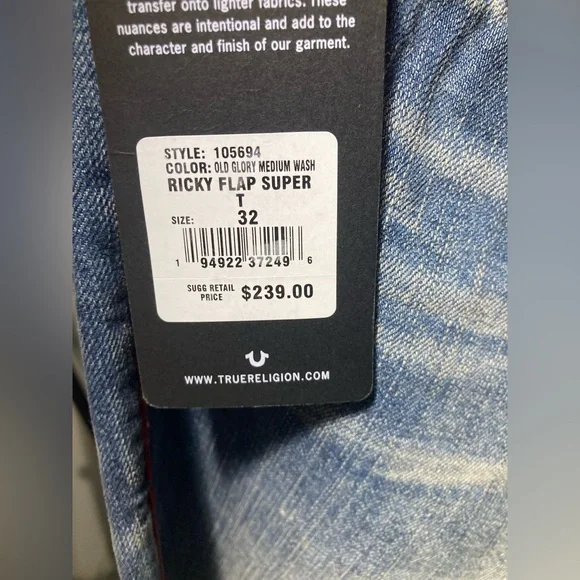 transfer onto lighter fabrics. These
nuances are intentional and add to the
character and finish of our garment.
STYLE: 105694
COLOR: OLD GLORY MEDIUM WASH
RICKY FLAP SUPER
T
SIZE: 32
1 94922 37249 6
SUGG RETAIL
PRICE $239.00
WWW.TRUERELIGION.COM